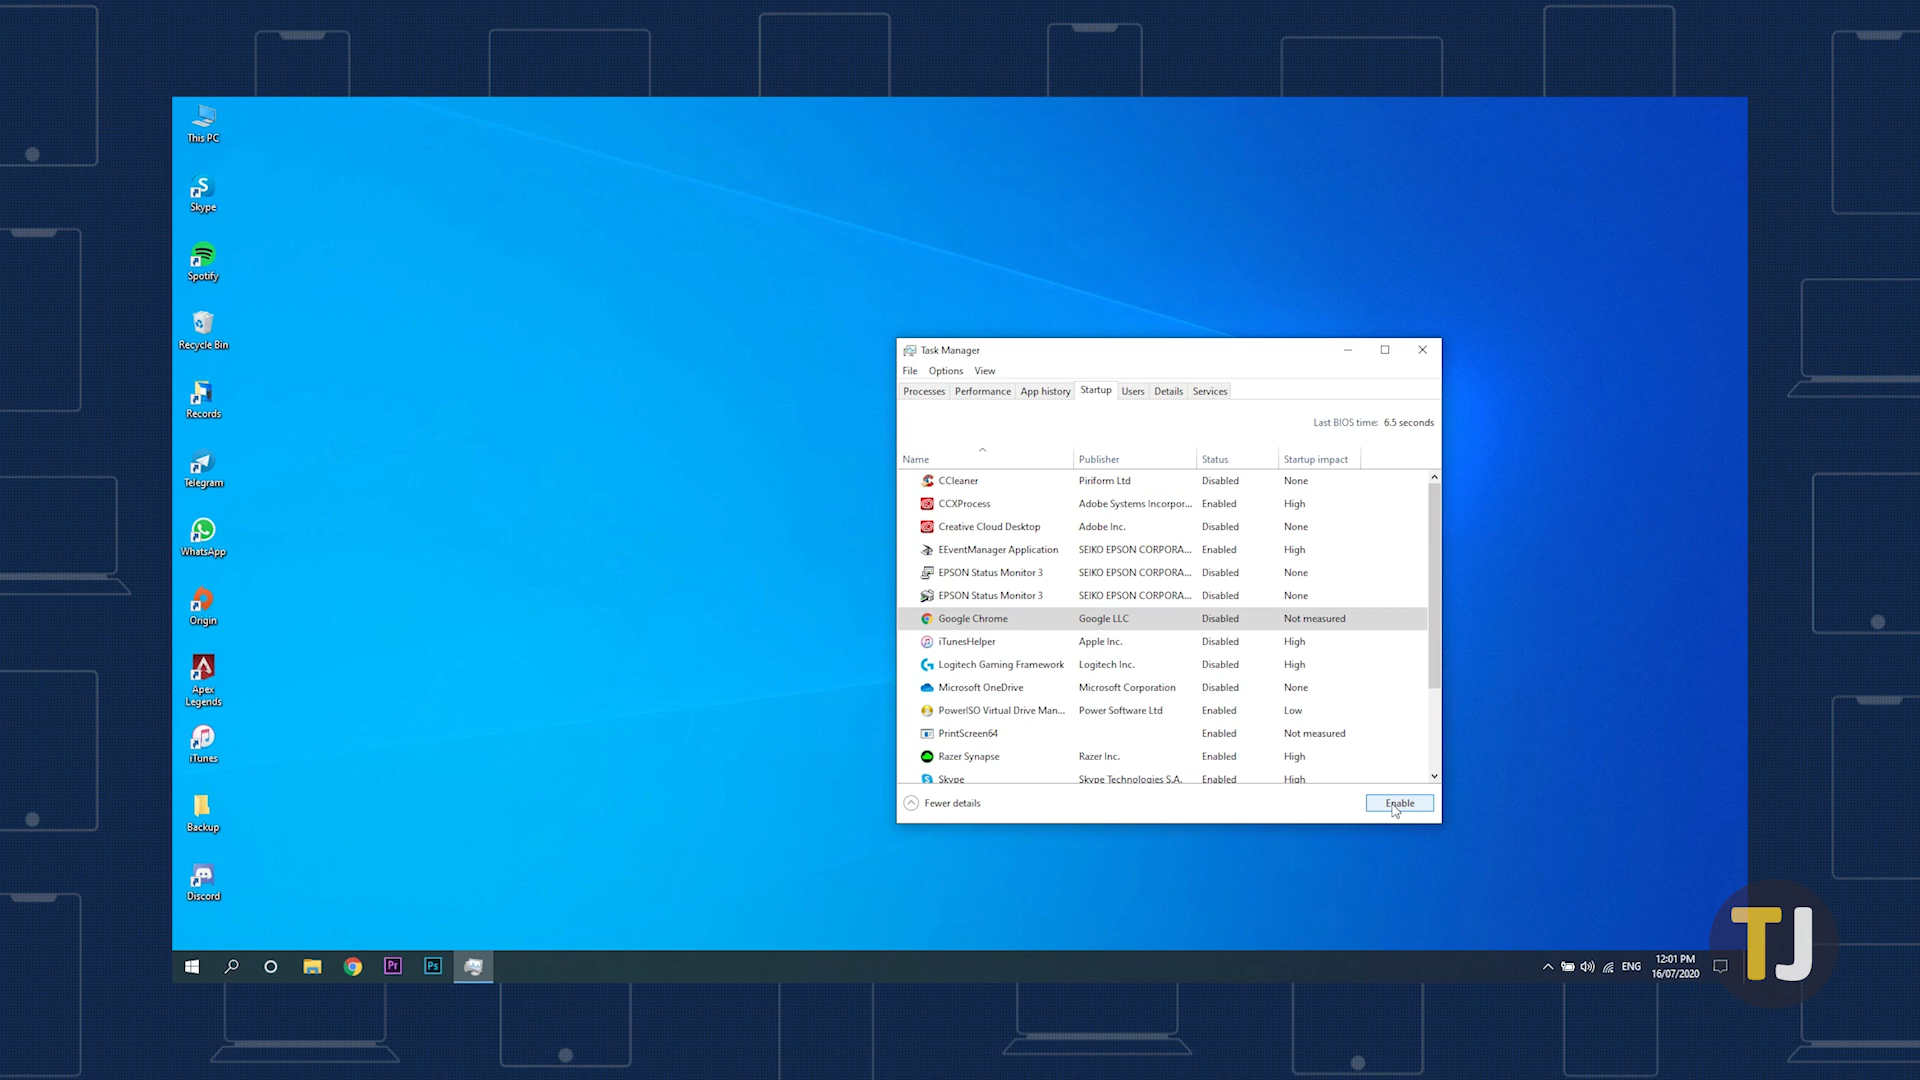 This PC
Skype
Spotify
Recycle Bin
Records
Telegram
WhatsApp
Origin
Apex
Legends
iTunes
Backup
Discord
Task Manager
File Options View
Processes Performance App history Startup Users Details Services
Last BIOS time: 6.5 seconds
Name Publisher Status Startup impact
CCleaner Piriform Ltd Disabled None
CCXProcess Adobe Systems Incorpor... Enabled High
Creative Cloud Desktop Adobe Inc. Disabled None
EEventManager Application SEIKO EPSON CORPORA... Enabled High
EPSON Status Monitor 3 SEIKO EPSON CORPORA... Disabled None
EPSON Status Monitor 3 SEIKO EPSON CORPORA... Disabled None
Google Chrome Google LLC Disabled Not measured
iTunesHelper Apple Inc. Disabled High
Logitech Gaming Framework Logitech Inc. Disabled High
Microsoft OneDrive Microsoft Corporation Disabled None
PowerISO Virtual Drive Man... Power Software Ltd Enabled Low
PrintScreen64 Enabled Not measured
Razer Synapse Razer Inc. Enabled High
Skype Skype Technologies S.A. Enabled High
Fewer details Enable
Pr Ps
ENG
12:01 PM
16/07/2020
TJ